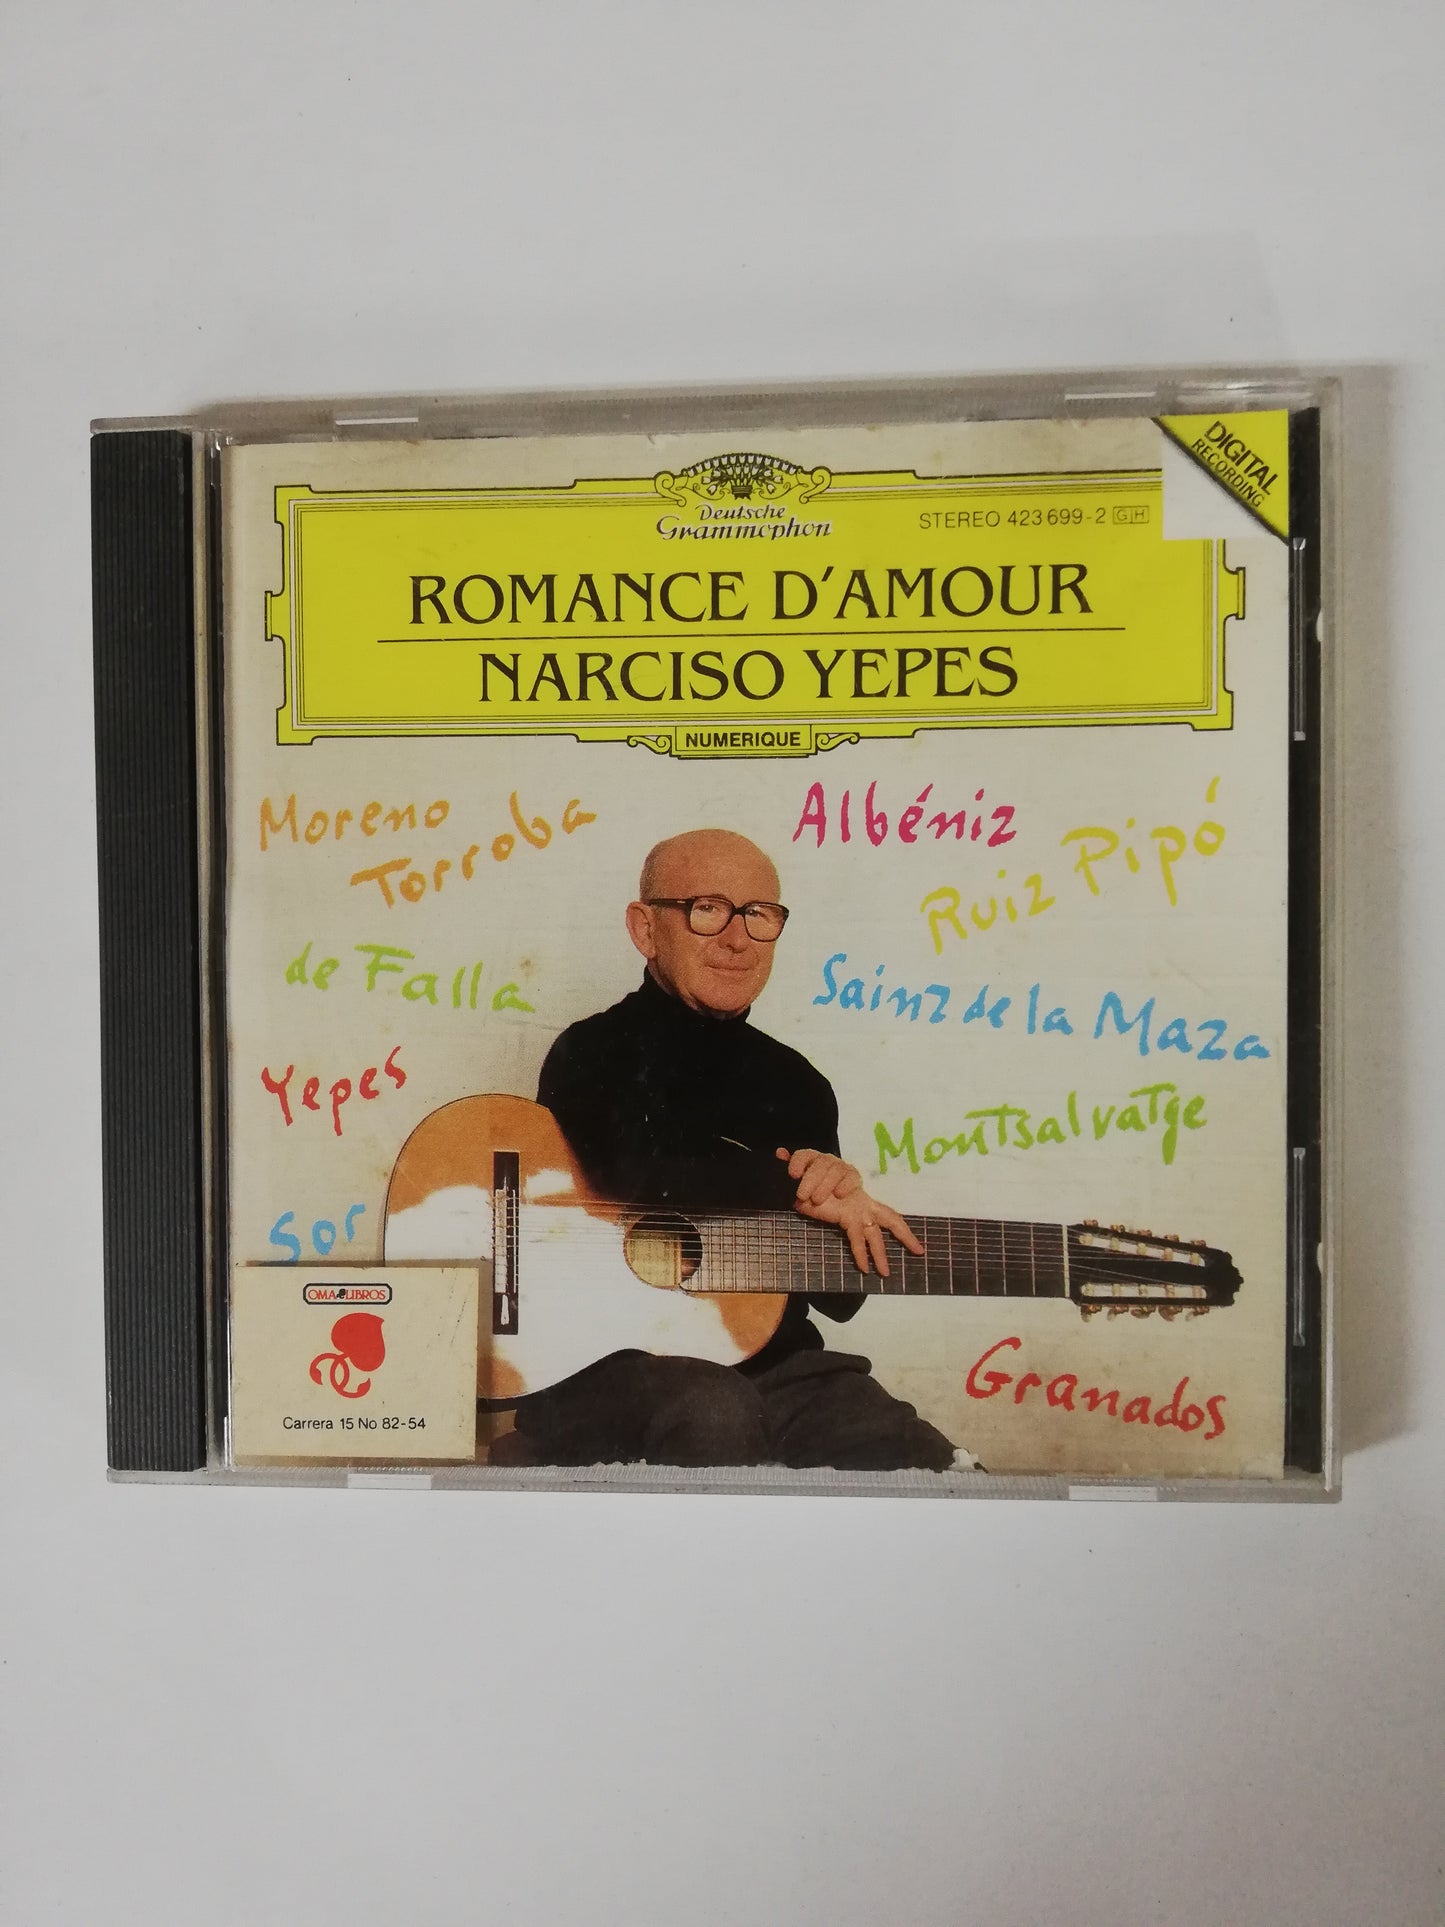 DIGITAL
RECORDING
Deutsche
Grammophon
STEREO 423 699-2 GH
ROMANCE D'AMOUR
NARCISO YEPES
NUMERIQUE
Moreno
Torroba
Albéniz
Ruiz Pipó
de Falla
Sainz de la Maza
Yepes
Montsalvatge
Sor
Granados
OMA LIBROS
Carrera 15 No 82-54